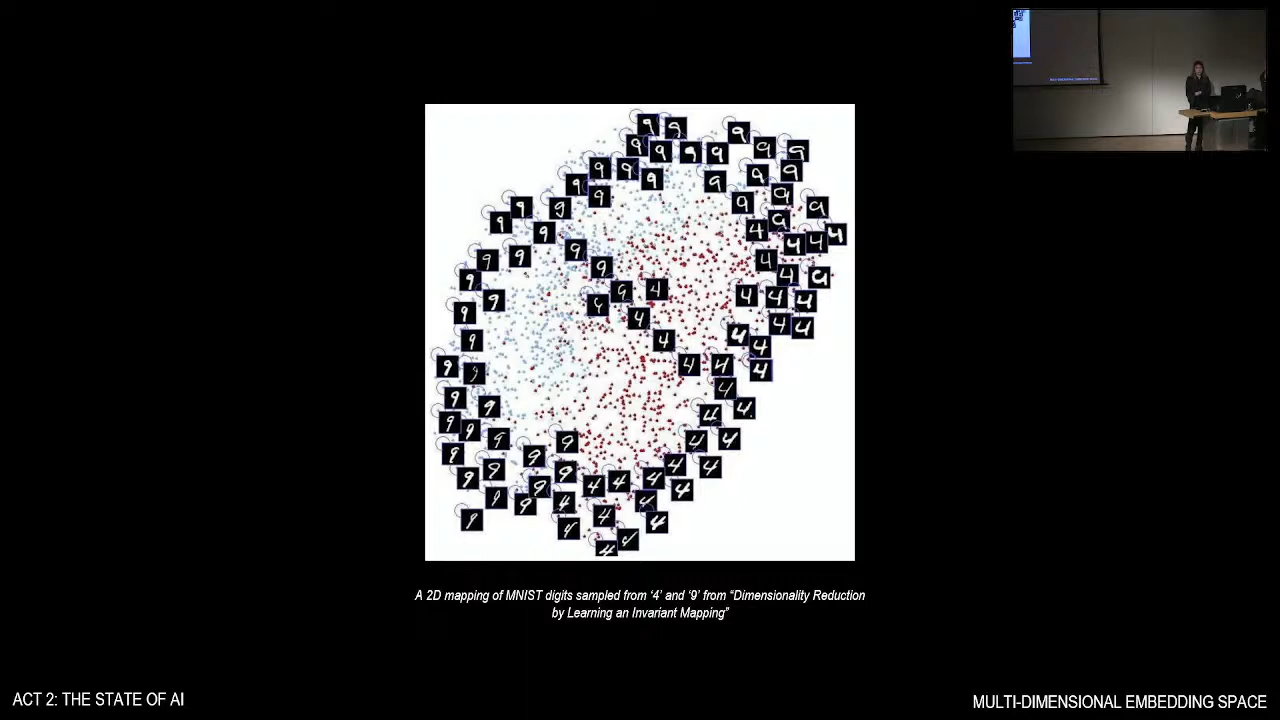 A 2D mapping of MNIST digits sampled from ‘4’ and ‘9’ from “Dimensionality Reduction
by Learning an Invariant Mapping”
ACT 2: THE STATE OF AI
MULTI-DIMENSIONAL EMBEDDING SPACE